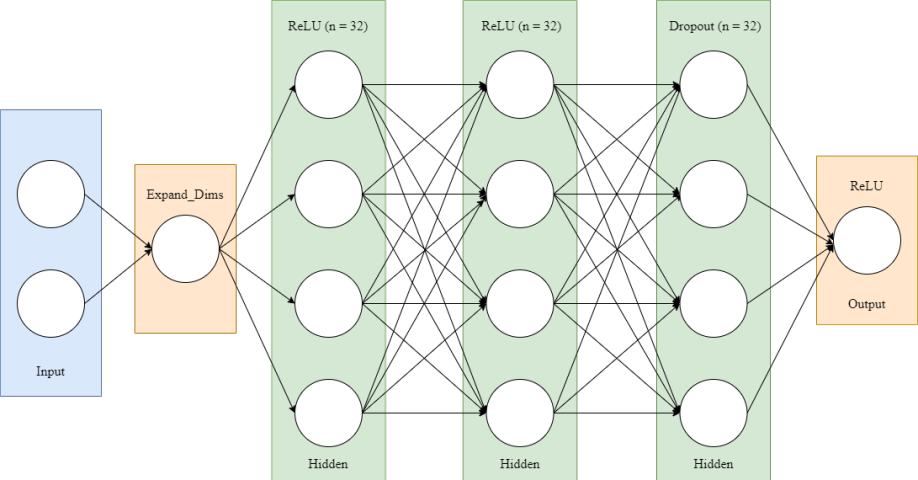 ReLU (n = 32)
ReLU (n = 32)
Dropout (n = 32)
Expand_Dims
ReLU
Output
Input
Hidden
Hidden
Hidden